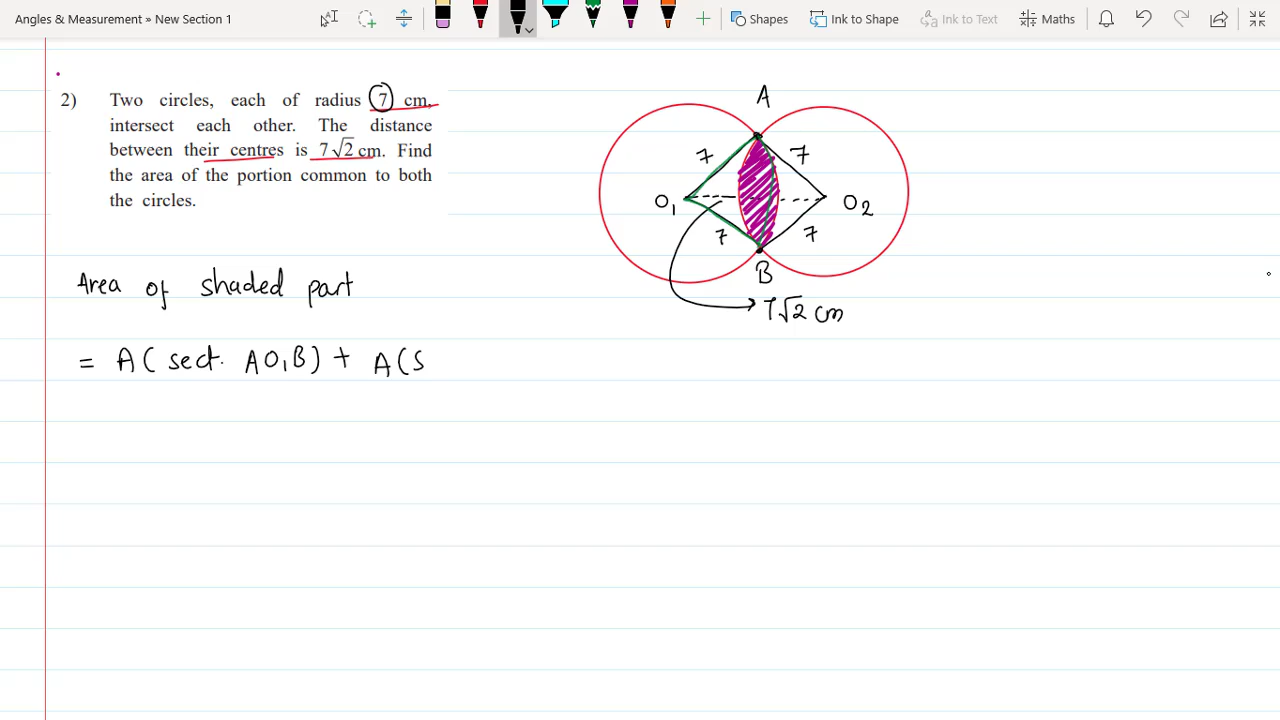 Angles & Measurement » New Section 1
Shapes
Ink to Shape
Ink to Text
Maths
2) Two circles, each of radius 7 cm,
intersect each other. The distance
between their centres is 7√2 cm. Find
the area of the portion common to both
the circles.
A
7
7
O₁
O₂
7
7
B
7√2 cm
Area of shaded part
= A( sect. AO₁B) + A(S